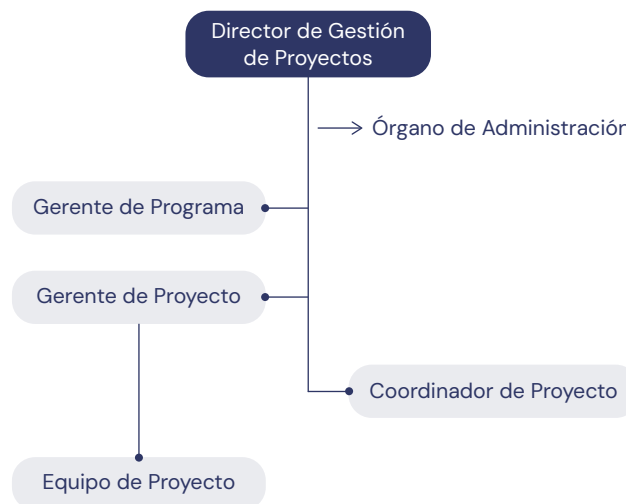 Director de Gestión
de Proyectos
Órgano de Administración
Gerente de Programa
Gerente de Proyecto
Coordinador de Proyecto
Equipo de Proyecto